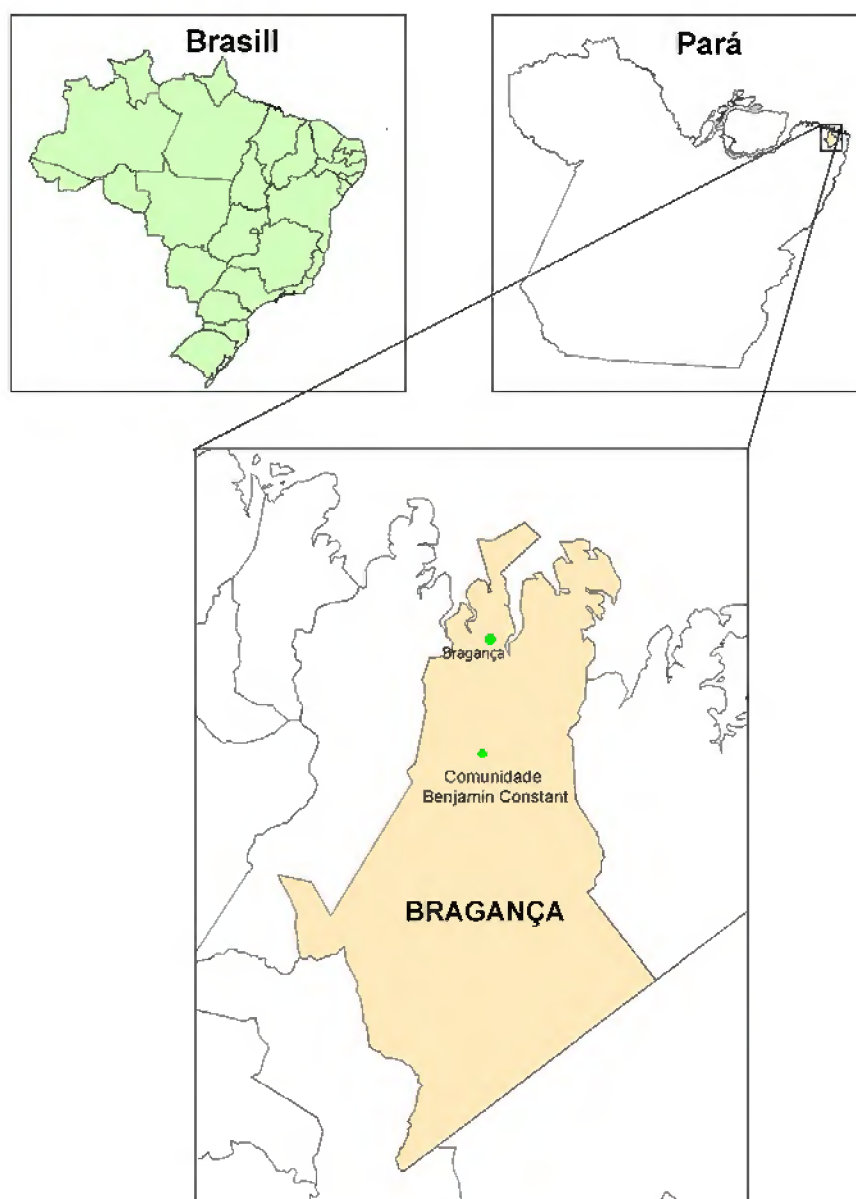 Brasill
Pará
Bragança
Comunidade
Benjamin Constant
BRAGANÇA